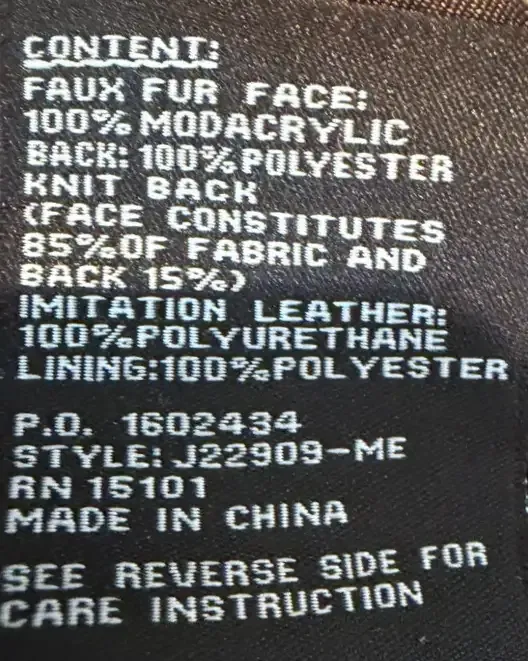 CONTENT:
FAUX FUR FACE:
100% MODACRYLIC
BACK: 100% POLYESTER
KNIT BACK
(FACE CONSTITUTES
85% OF FABRIC AND
BACK 15%)
IMITATION LEATHER:
100% POLYURETHANE
LINING:100% POLYESTER
P.O. 1602434
STYLE: J22909-ME
RN 15101
MADE IN CHINA
SEE REVERSE SIDE FOR
CARE INSTRUCTION